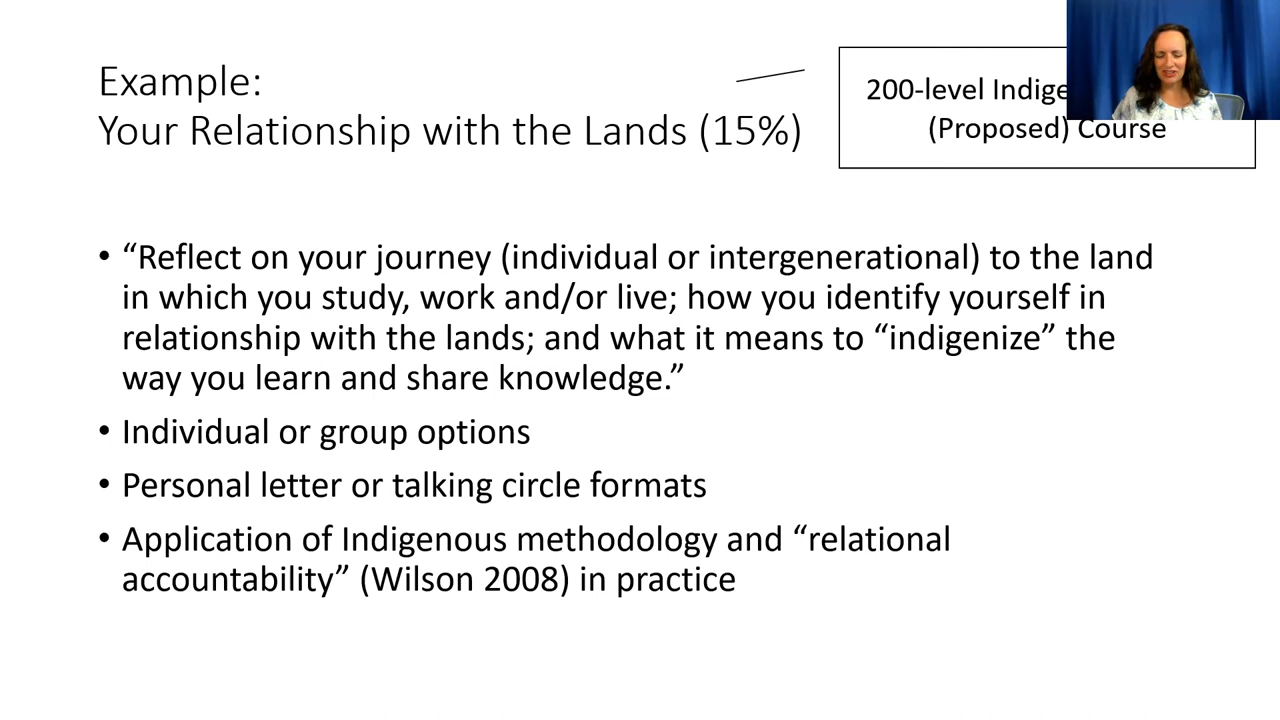 Example:
Your Relationship with the Lands (15%)
200-level
(Proposed) Course
• “Reflect on your journey (individual or intergenerational) to the land
in which you study, work and/or live; how you identify yourself in
relationship with the lands; and what it means to “indigenize” the
way you learn and share knowledge.”
• Individual or group options
• Personal letter or talking circle formats
• Application of Indigenous methodology and “relational
accountability” (Wilson 2008) in practice